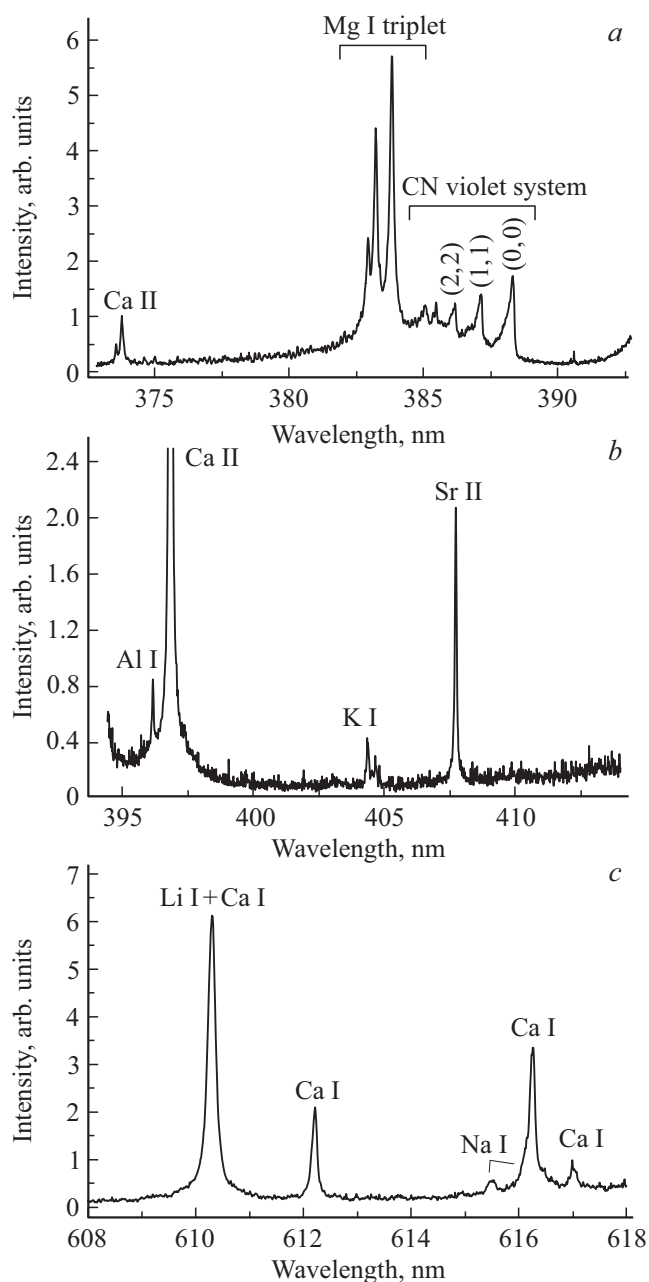 a
Mg I triplet
CN violet system
(2, 2)
(1, 1)
(0, 0)
Ca II
Intensity, arb. units
6
5
4
3
2
1
0
375
380
385
390
Wavelength, nm
b
Ca II
Sr II
Al I
K I
Intensity, arb. units
2.4
2.0
1.6
1.2
0.8
0.4
0
395
400
405
410
Wavelength, nm
c
Li I + Ca I
Ca I
Ca I
Na I
Ca I
Intensity, arb. units
7
6
5
4
3
2
1
0
608
610
612
614
616
618
Wavelength, nm